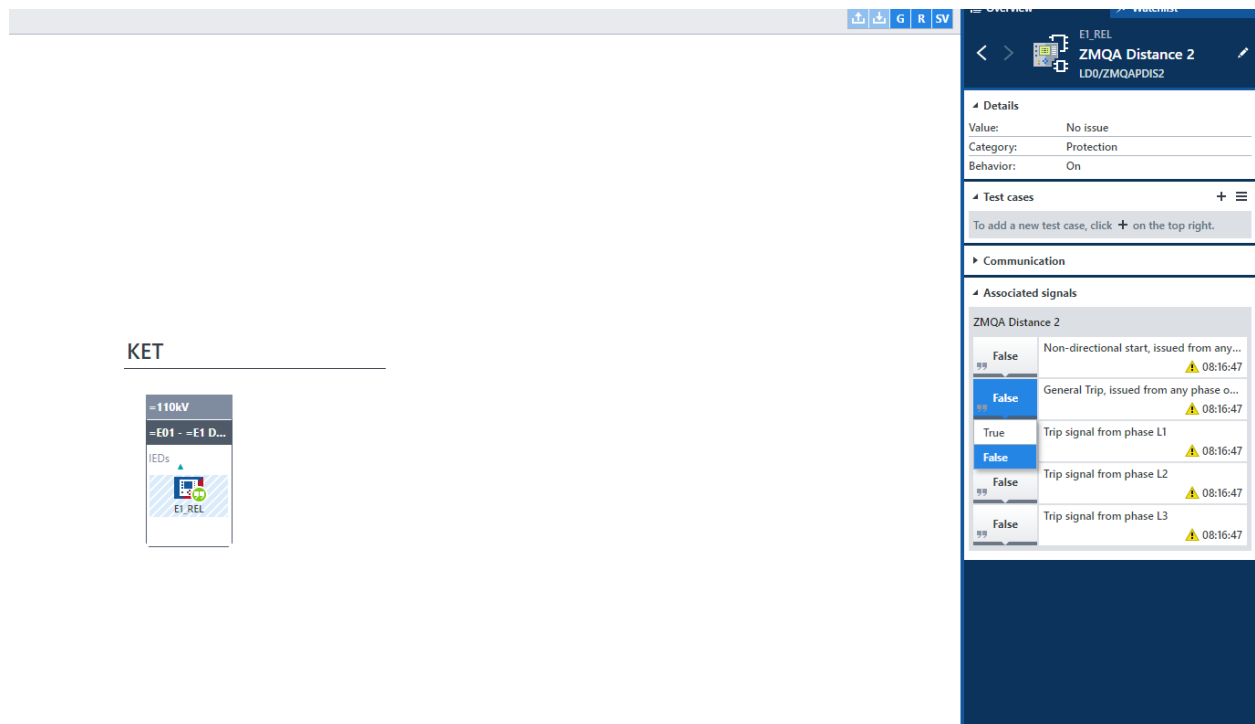 G R SV
Overview
Watchlist
E1_REL
ZMQA Distance 2
LD0/ZMQAPDIS2
Details
Value: No issue
Category: Protection
Behavior: On
Test cases
To add a new test case, click + on the top right.
Communication
Associated signals
ZMQA Distance 2
False
Non-directional start, issued from any...
08:16:47
False
General Trip, issued from any phase o...
08:16:47
True
False
Trip signal from phase L1
08:16:47
False
Trip signal from phase L2
08:16:47
False
Trip signal from phase L3
08:16:47
KET
=110kV
=E01 - =E1 D...
IEDs
E1_REL